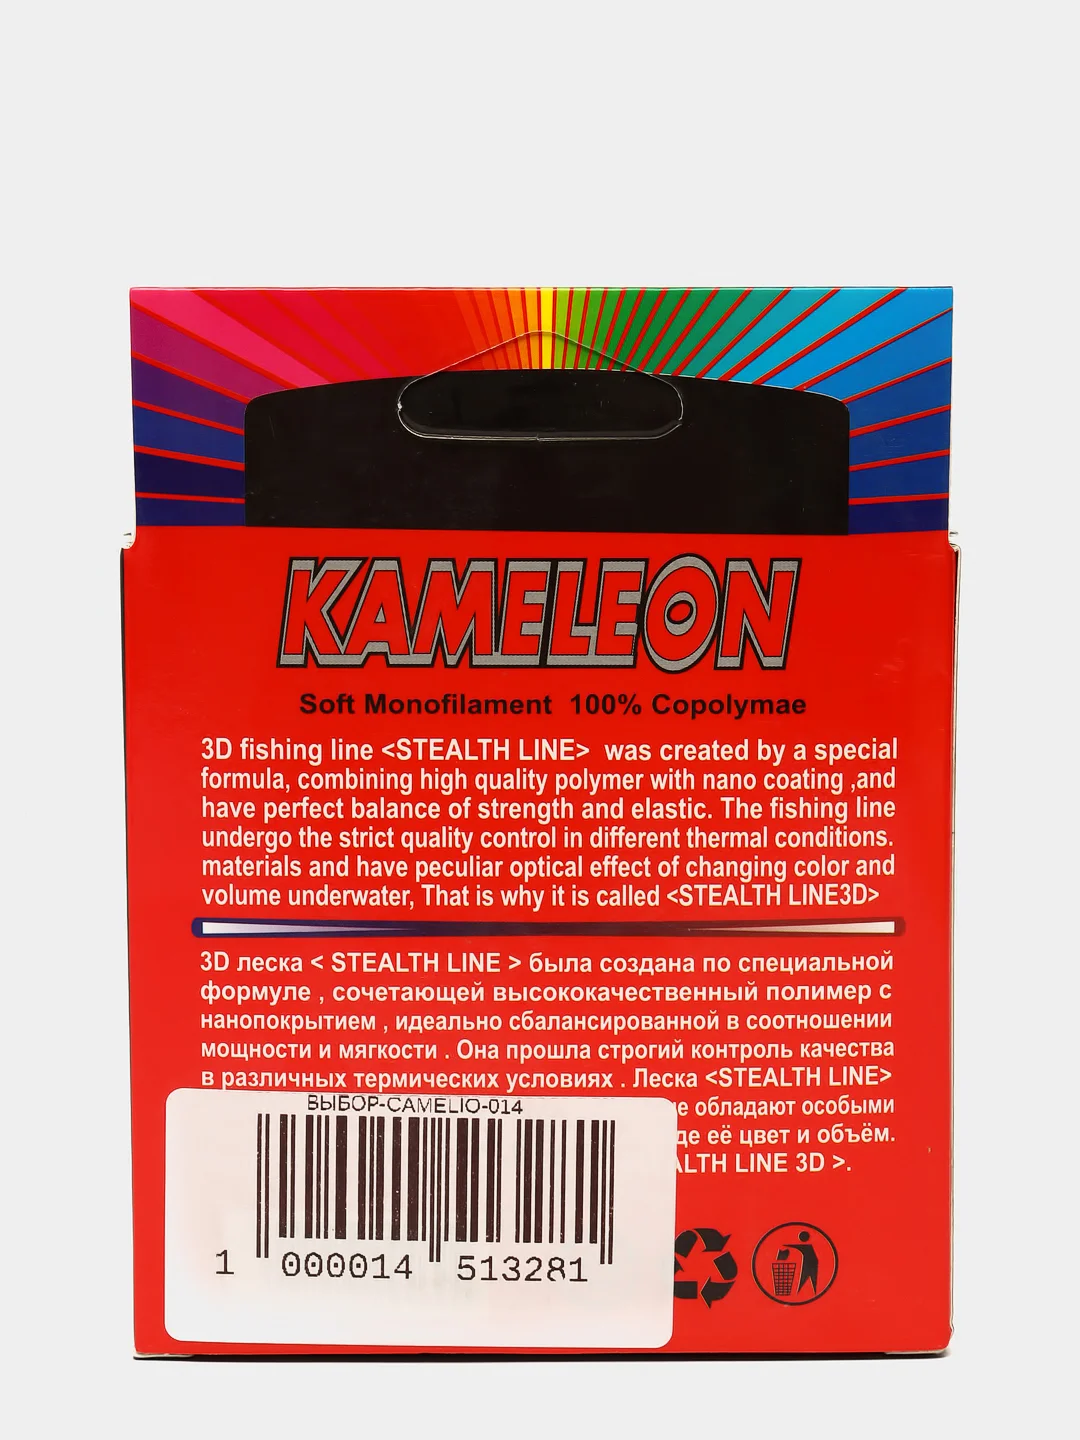 KAMELEON
Soft Monofilament 100% Copolymae
3D fishing line <STEALTH LINE> was created by a special
formula, combining high quality polymer with nano coating ,and
have perfect balance of strength and elastic. The fishing line
undergo the strict quality control in different thermal conditions.
materials and have peculiar optical effect of changing color and
volume underwater, That is why it is called <STEALTH LINE3D>
3D леска < STEALTH LINE > была создана по специальной
формуле , сочетающей высококачественный полимер с
нанопокрытием , идеально сбалансированной в соотношении
мощности и мягкости . Она прошла строгий контроль качества
в различных термических условиях . Леска <STEALTH LINE>
обладают особыми
её цвет и объём.
LINE 3D >.
ВЫБОР-CAMELIO-014
1 000014 513281